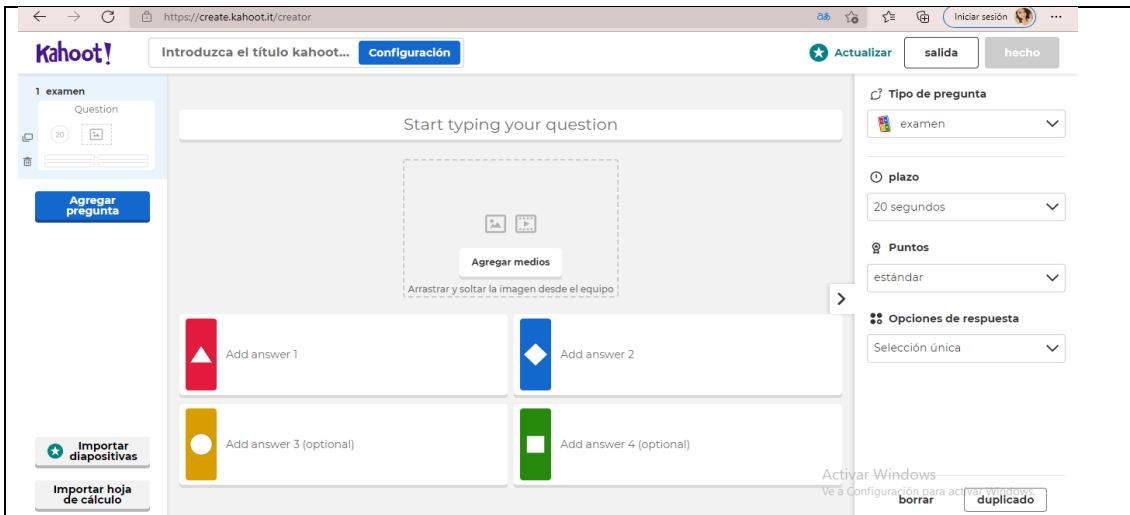 https://create.kahoot.it/creator
Iniciar sesión
Kahoot!
Introduzca el título kahoot...
Configuración
Actualizar
salida
hecho
1 examen
Question
20
Agregar
pregunta
Importar
diapositivas
Importar hoja
de cálculo
Start typing your question
Agregar medios
Arrastrar y soltar la imagen desde el equipo
Add answer 1
Add answer 2
Add answer 3 (optional)
Add answer 4 (optional)
Tipo de pregunta
examen
plazo
20 segundos
Puntos
estándar
Opciones de respuesta
Selección única
Activar Windows
Ve a Configuración para activar Windows.
borrar
duplicado